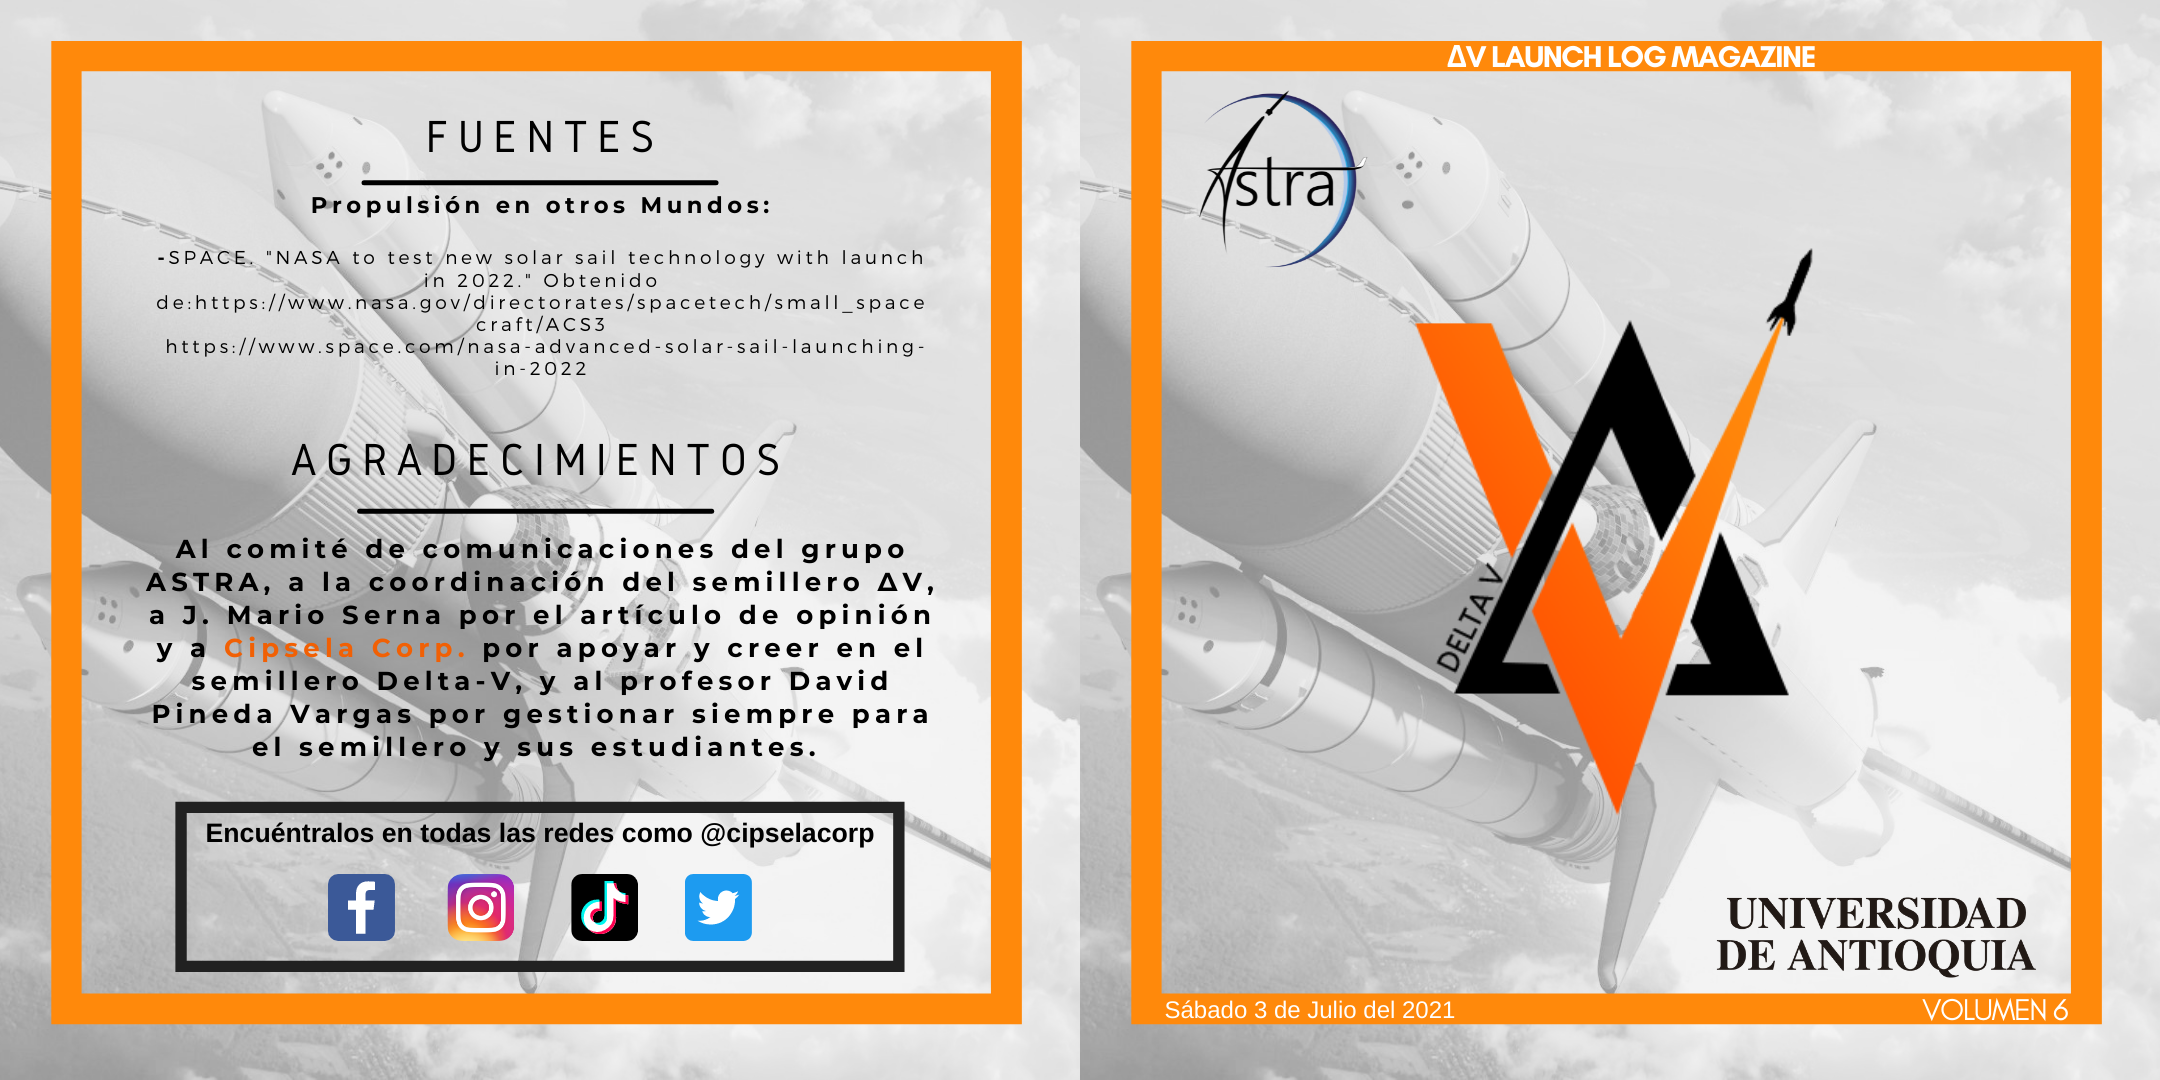 FUENTES
Propulsión en otros Mundos:
-SPACE. "NASA to test new solar sail technology with launch
in 2022." Obtenido
de:https://www.nasa.gov/directorates/spacetech/small_space
craft/ACS3
https://www.space.com/nasa-advanced-solar-sail-launching-
in-2022
AGRADECIMIENTOS
Al comité de comunicaciones del grupo
ASTRA, a la coordinación del semillero ΔV,
a J. Mario Serna por el artículo de opinión
y a Cipsela Corp. por apoyar y creer en el
semillero Delta-V, y al profesor David
Pineda Vargas por gestionar siempre para
el semillero y sus estudiantes.
Encuéntralos en todas las redes como @cipselacorp
ΔV LAUNCH LOG MAGAZINE
Astra
DELTA V
UNIVERSIDAD
DE ANTIOQUIA
Sábado 3 de Julio del 2021
VOLUMEN 6